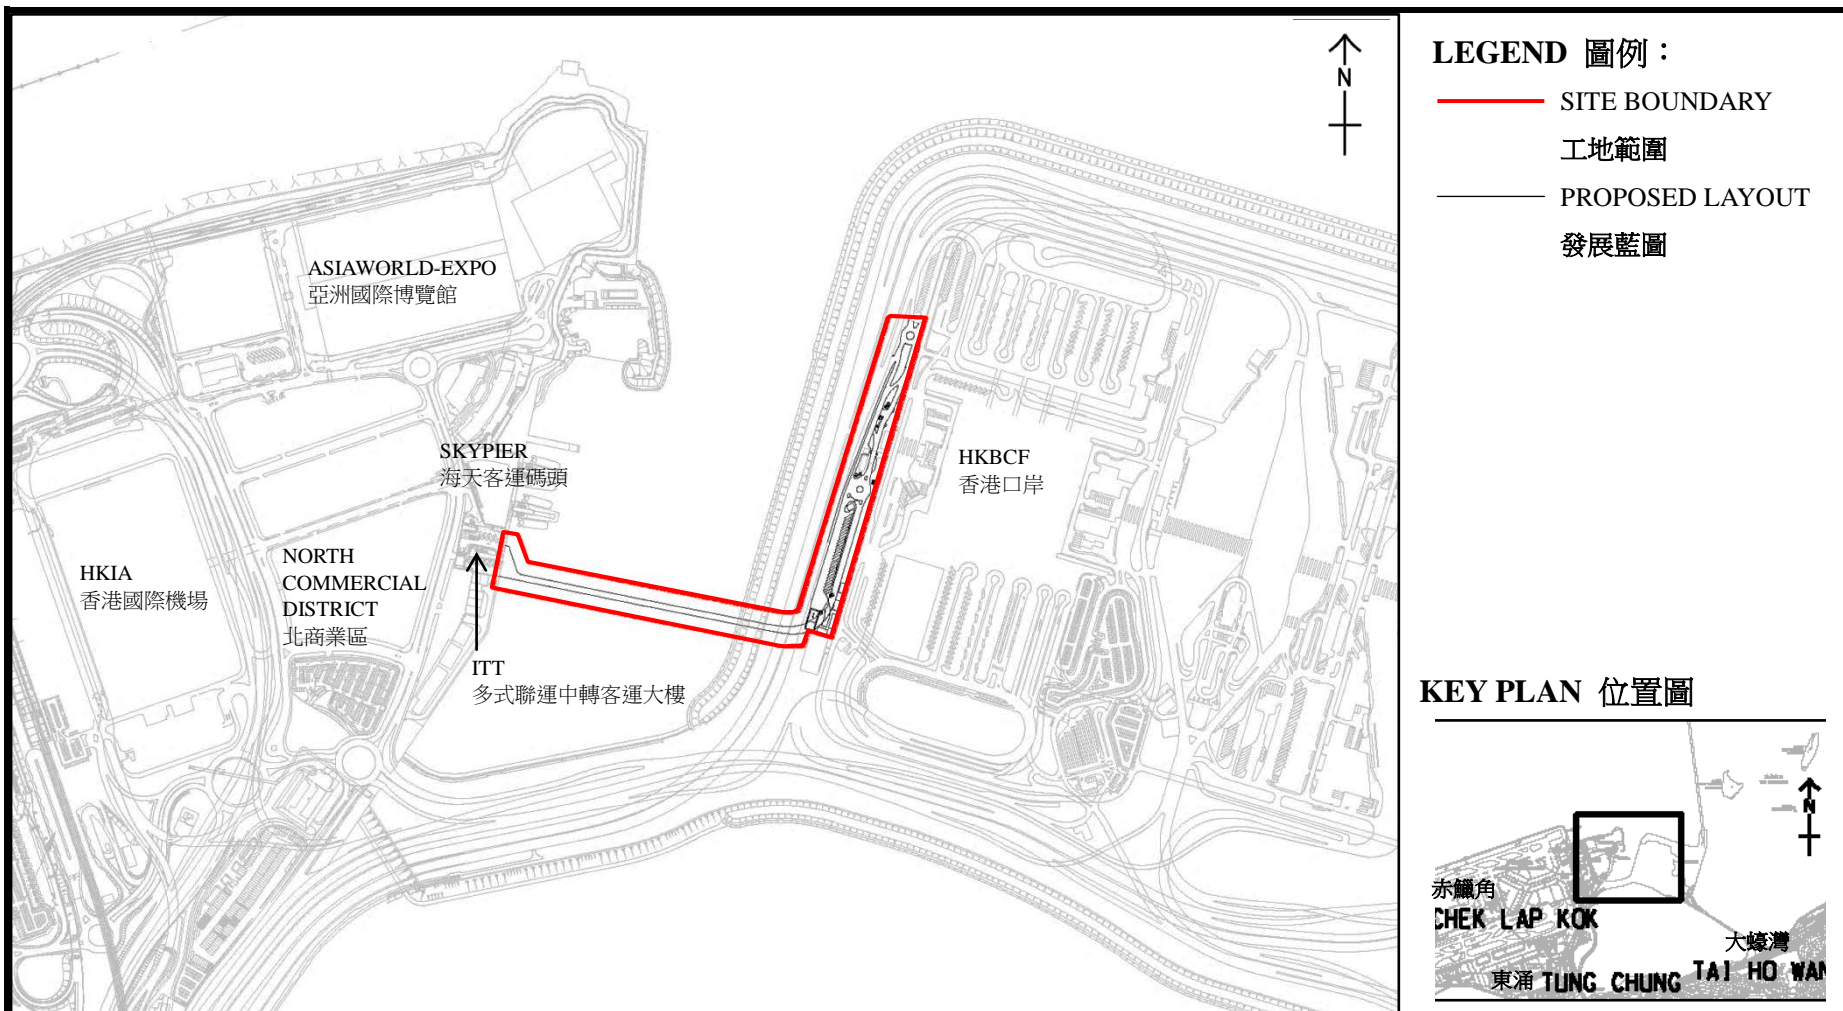 N
ASIAWORLD-EXPO
亞洲國際博覽館
SKYPIER
海天客運碼頭
HKBCF
香港口岸
HKIA
香港國際機場
NORTH
COMMERCIAL
DISTRICT
北商業區
ITT
多式聯運中轉客運大樓
LEGEND 圖例：
SITE BOUNDARY
工地範圍
PROPOSED LAYOUT
發展藍圖
KEY PLAN 位置圖
N
赤鱲角
CHEK LAP KOK
大蠔灣
TAI HO WAN
東涌 TUNG CHUNG